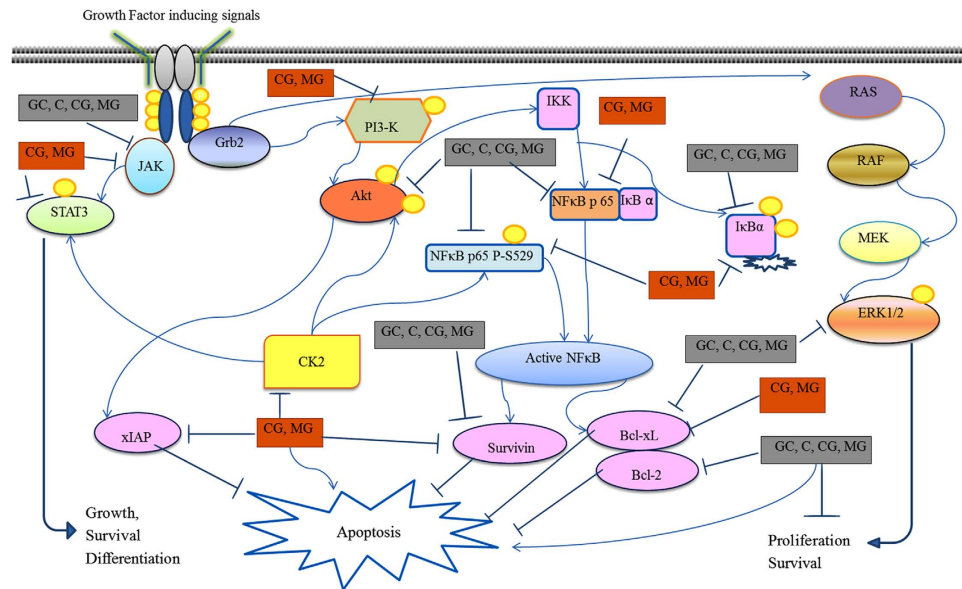 Growth Factor inducing signals
CG, MG
IKK
RAS
GC, C, CG, MG
CG, MG
PI3-K
Grb2
CG, MG
JAK
GC, C, CG, MG
GC, C, CG, MG
RAF
Akt
NFκB p 65
IκB α
STAT3
IκBα
MEK
NFκB p65 P-S529
CG, MG
ERK1/2
GC, C, CG, MG
CK2
Active NFκB
GC, C, CG, MG
CG, MG
xIAP
CG, MG
Survivin
Bcl-xL
GC, C, CG, MG
Bcl-2
Growth,
Survival
Differentiation
Apoptosis
Proliferation
Survival